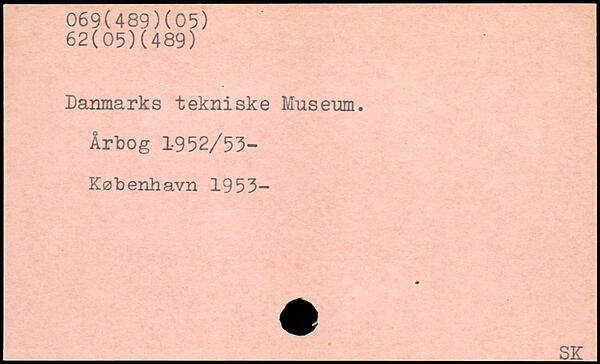 069(489)(05)
62(05)(489)
Danmarks tekniske Museum.
Årbog 1952/53-
København 1953-
SK